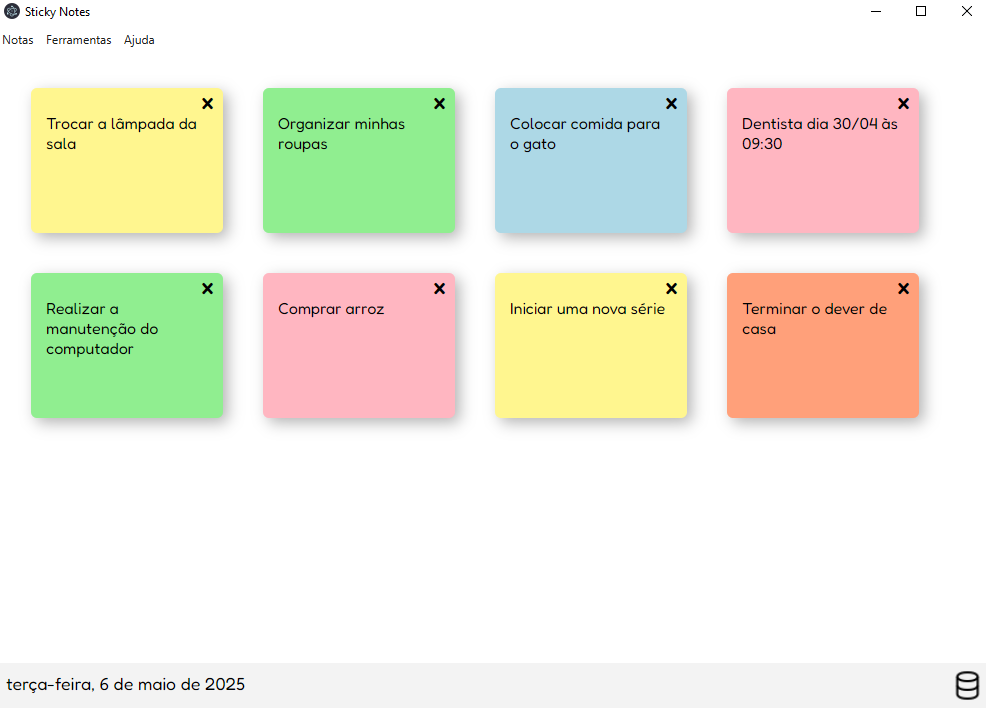 Sticky Notes
Notas Ferramentas Ajuda
Trocar a lâmpada da
sala
Organizar minhas
roupas
Colocar comida para
o gato
Dentista dia 30/04 às
09:30
Realizar a
manutenção do
computador
Comprar arroz
Iniciar uma nova série
Terminar o dever de
casa
terça-feira, 6 de maio de 2025